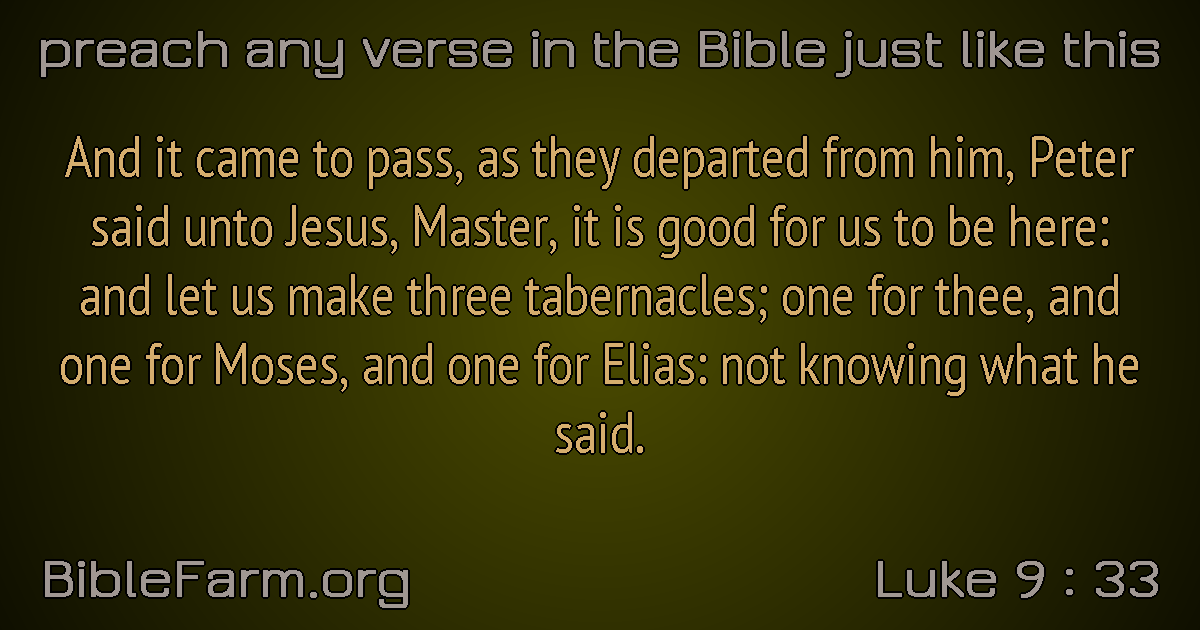 preach any verse in the Bible just like this
And it came to pass, as they departed from him, Peter
said unto Jesus, Master, it is good for us to be here:
and let us make three tabernacles; one for thee, and
one for Moses, and one for Elias: not knowing what he
said.
BibleFarm.org
Luke 9 : 33